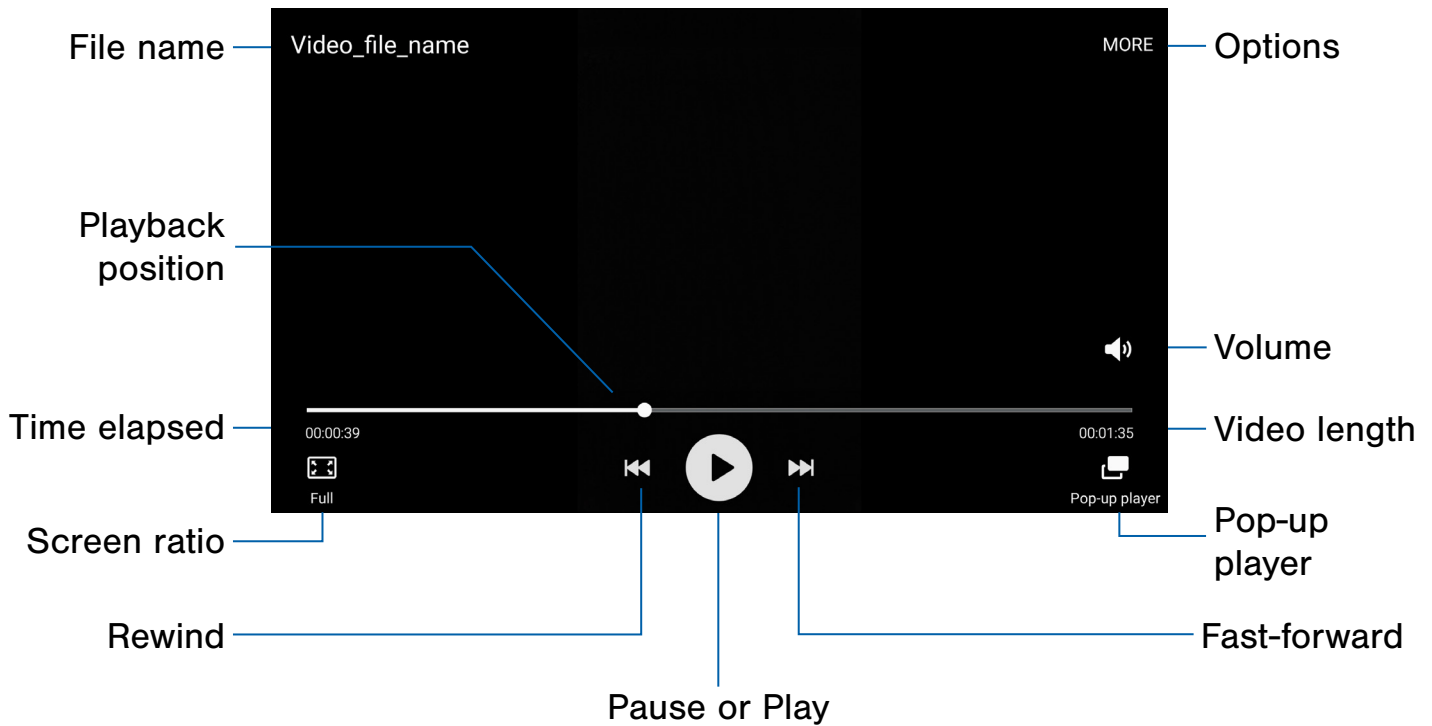 File name
Video_file_name
MORE
Options
Playback
position
Volume
Time elapsed
00:00:39
00:01:35
Video length
Full
Pop-up player
Screen ratio
Pop-up
player
Rewind
Fast-forward
Pause or Play